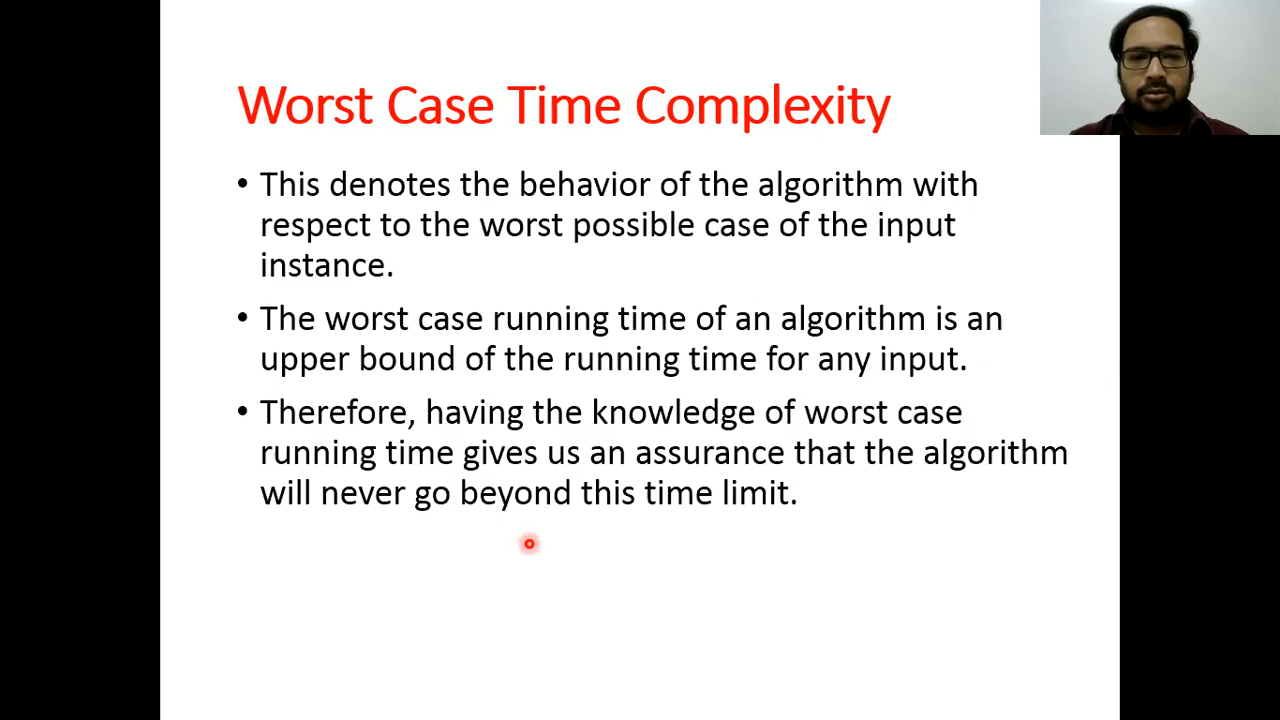 Worst Case Time Complexity
• This denotes the behavior of the algorithm with
respect to the worst possible case of the input
instance.
• The worst case running time of an algorithm is an
upper bound of the running time for any input.
• Therefore, having the knowledge of worst case
running time gives us an assurance that the algorithm
will never go beyond this time limit.